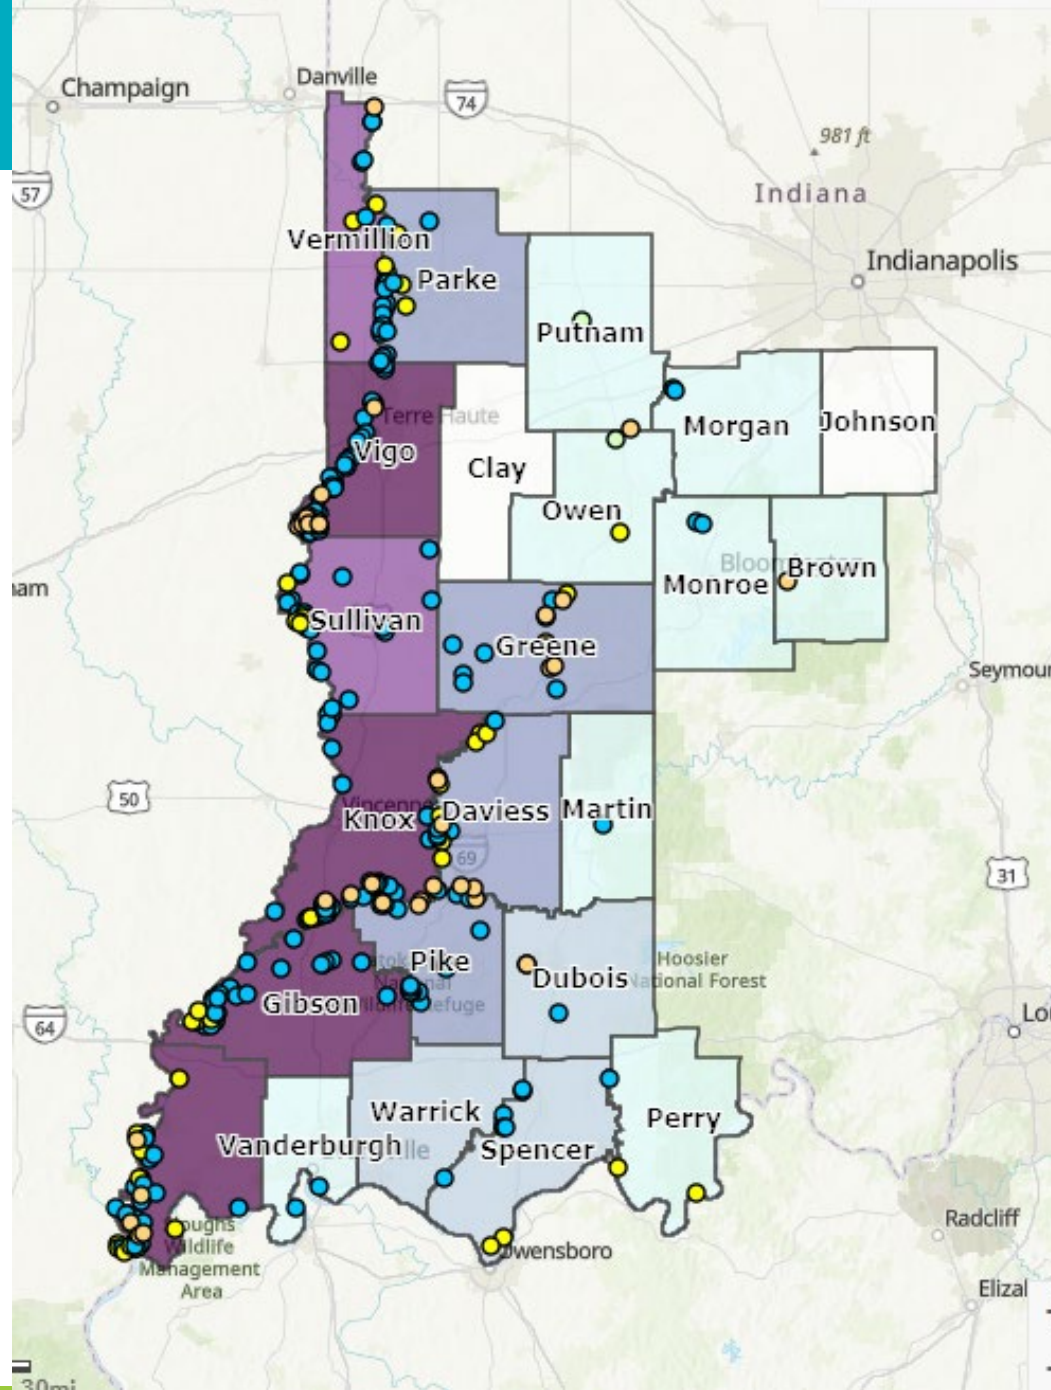 Danville
Champaign
74
981 ft
57
Indiana
Vermillion
Indianapolis
Parke
Putnam
Terre Haute
Johnson
Morgan
Vigo
Clay
Owen
Brown
Monroe
Sullivan
Greene
Seymour
50
Knox
Daviess
Martin
69
31
Pike
Hoosier
National Forest
Dubois
Gibson
64
Warrick
Perry
Vanderburgh
Spencer
Sloughs
Wildlife
Management
Area
Owensboro
Radcliff
Elizal
30mi